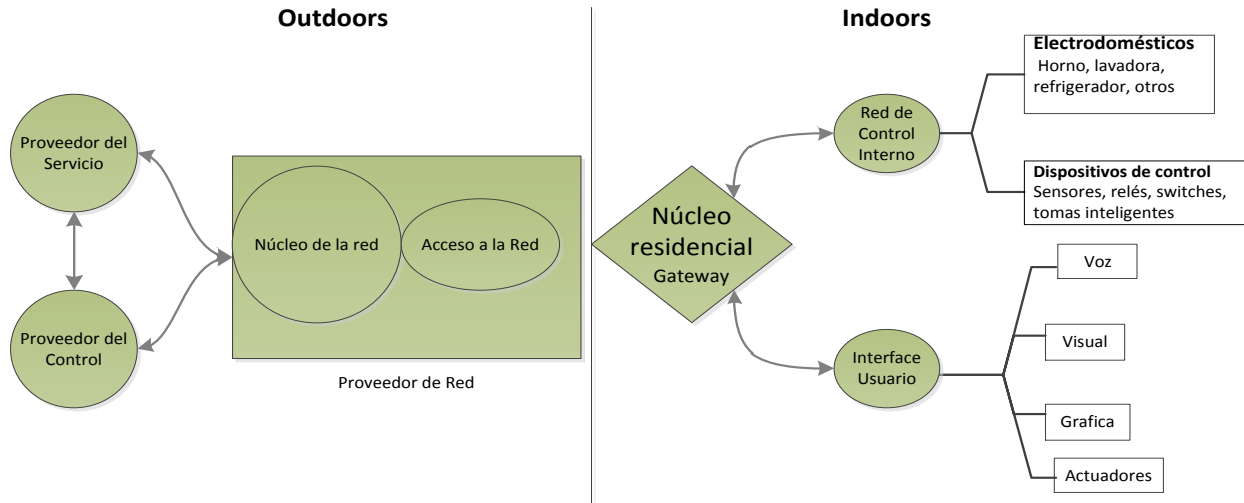 Outdoors
Proveedor del
Servicio
Proveedor del
Control
Núcleo de la red
Acceso a la Red
Proveedor de Red
Indoors
Núcleo
residencial
Gateway
Red de
Control
Interno
Electrodomésticos
Horno, lavadora,
refrigerador, otros
Dispositivos de control
Sensores, relés, switches,
tomas inteligentes
Interface
Usuario
Voz
Visual
Grafica
Actuadores